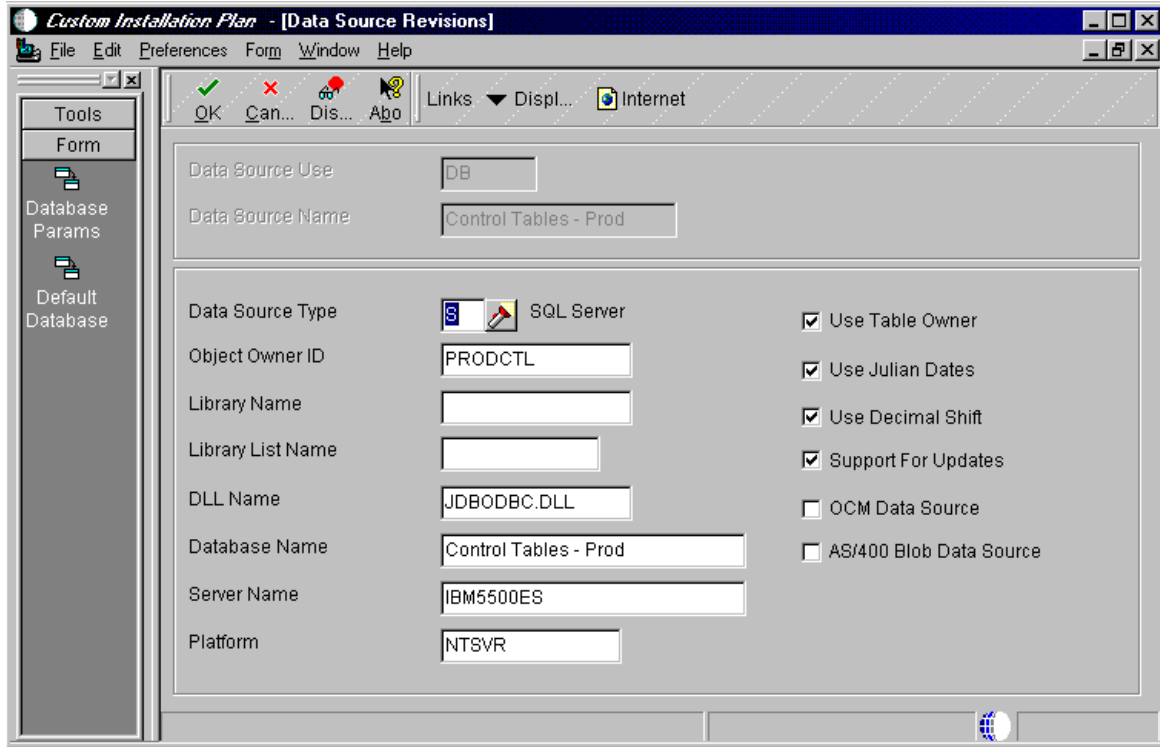 Custom Installation Plan - [Data Source Revisions]
File Edit Preferences Form Window Help
OK Can... Dis... Abo Links Displ... Internet
Tools
Form
Database
Params
Default
Database
Data Source Use DB
Data Source Name Control Tables - Prod
Data Source Type S SQL Server
Object Owner ID PRODCTL
Library Name
Library List Name
DLL Name JDBODBC.DLL
Database Name Control Tables - Prod
Server Name IBM5500ES
Platform NTSVR
Use Table Owner
Use Julian Dates
Use Decimal Shift
Support For Updates
OCM Data Source
AS/400 Blob Data Source